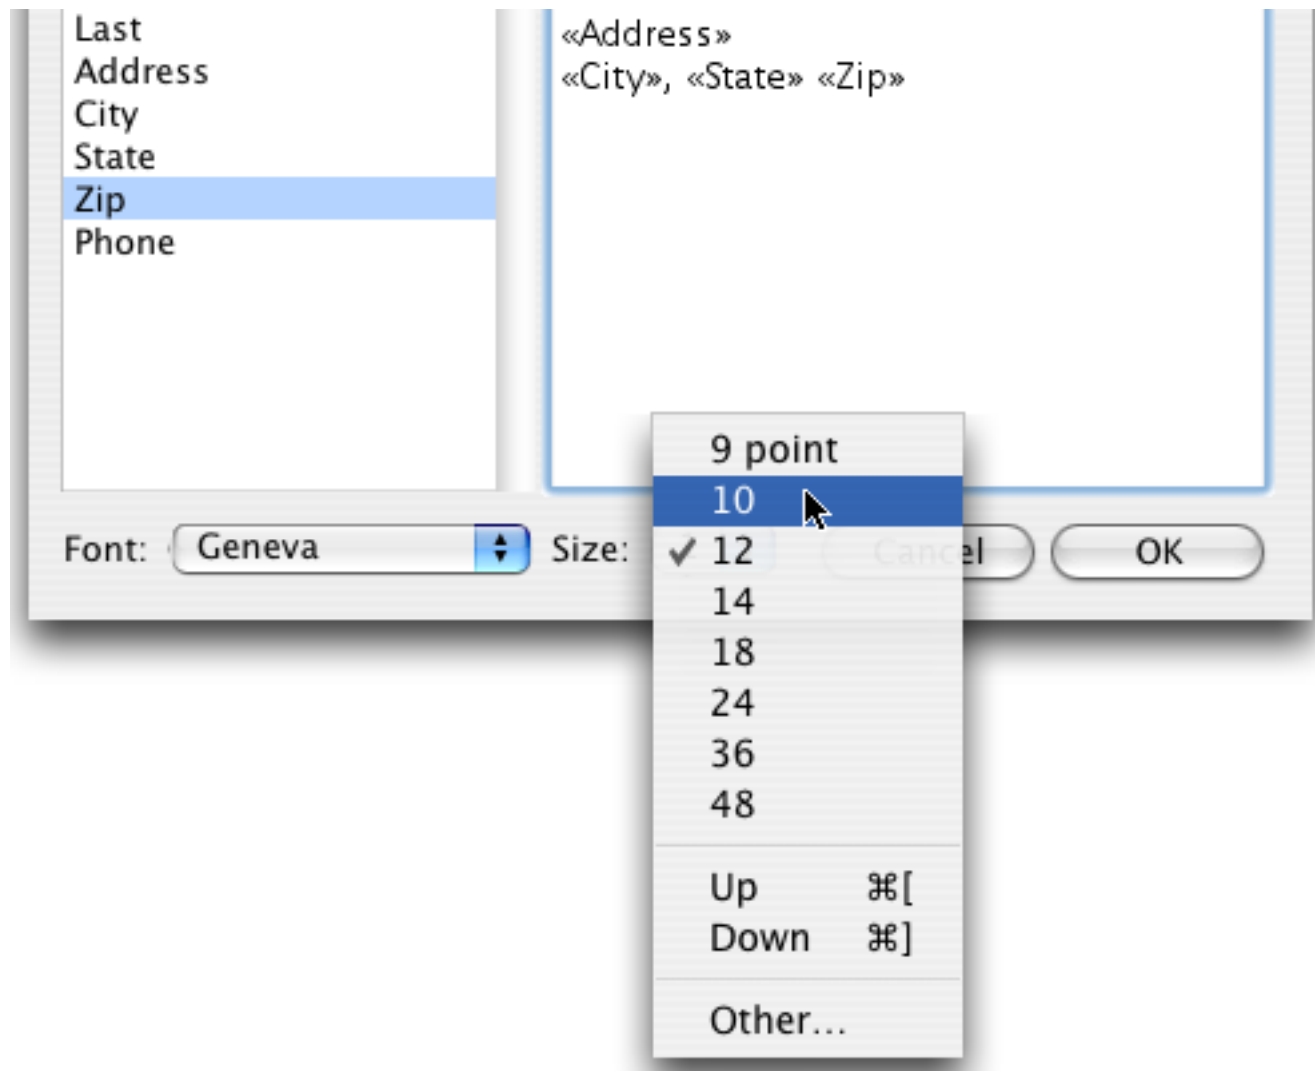 Last
Address
City
State
Zip
Phone
«Address»
«City», «State» «Zip»
Font: Geneva
Size:
9 point
10
12
14
18
24
36
48
Up ⌘[
Down ⌘]
Other...
Cancel
OK